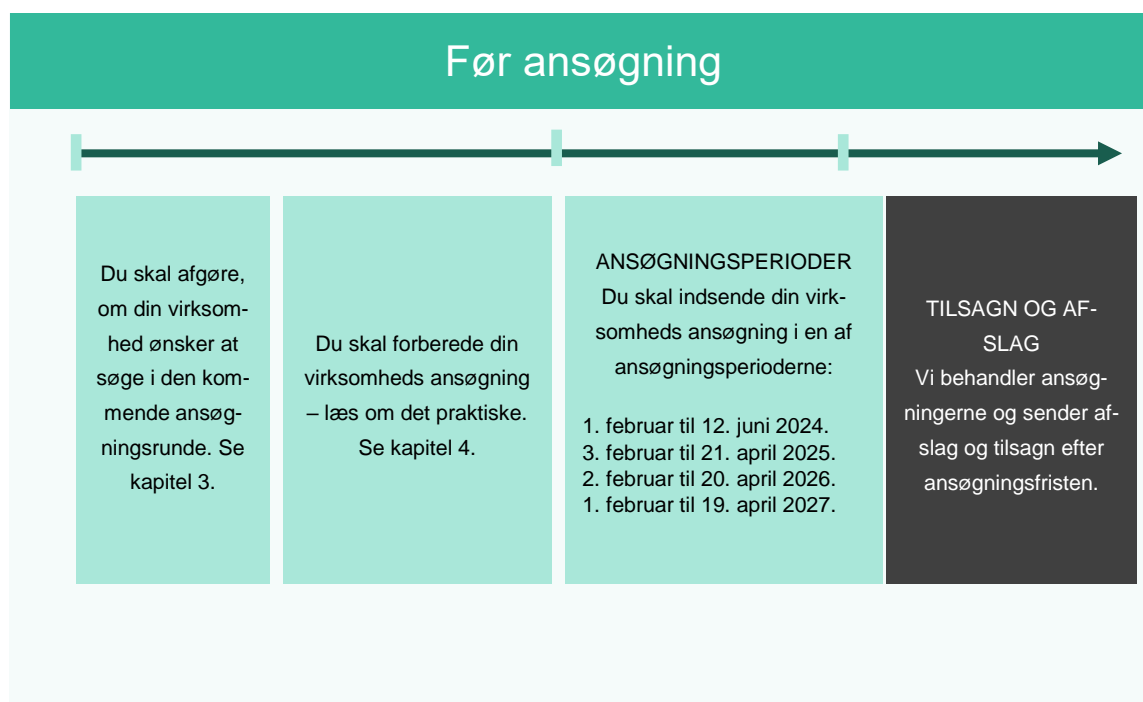 Før ansøgning
Du skal afgøre,
om din virksom-
hed ønsker at
søge i den kom-
mende ansøg-
ningsrunde. Se
kapitel 3.
Du skal forberede din
virksomheds ansøgning
– læs om det praktiske.
Se kapitel 4.
ANSØGNINGSPERIODER
Du skal indsende din virk-
somheds ansøgning i en af
ansøgningsperioderne:
1. februar til 12. juni 2024.
3. februar til 21. april 2025.
2. februar til 20. april 2026.
1. februar til 19. april 2027.
TILSAGN OG AF-
SLAG
Vi behandler ansøg-
ningerne og sender af-
slag og tilsagn efter
ansøgningsfristen.